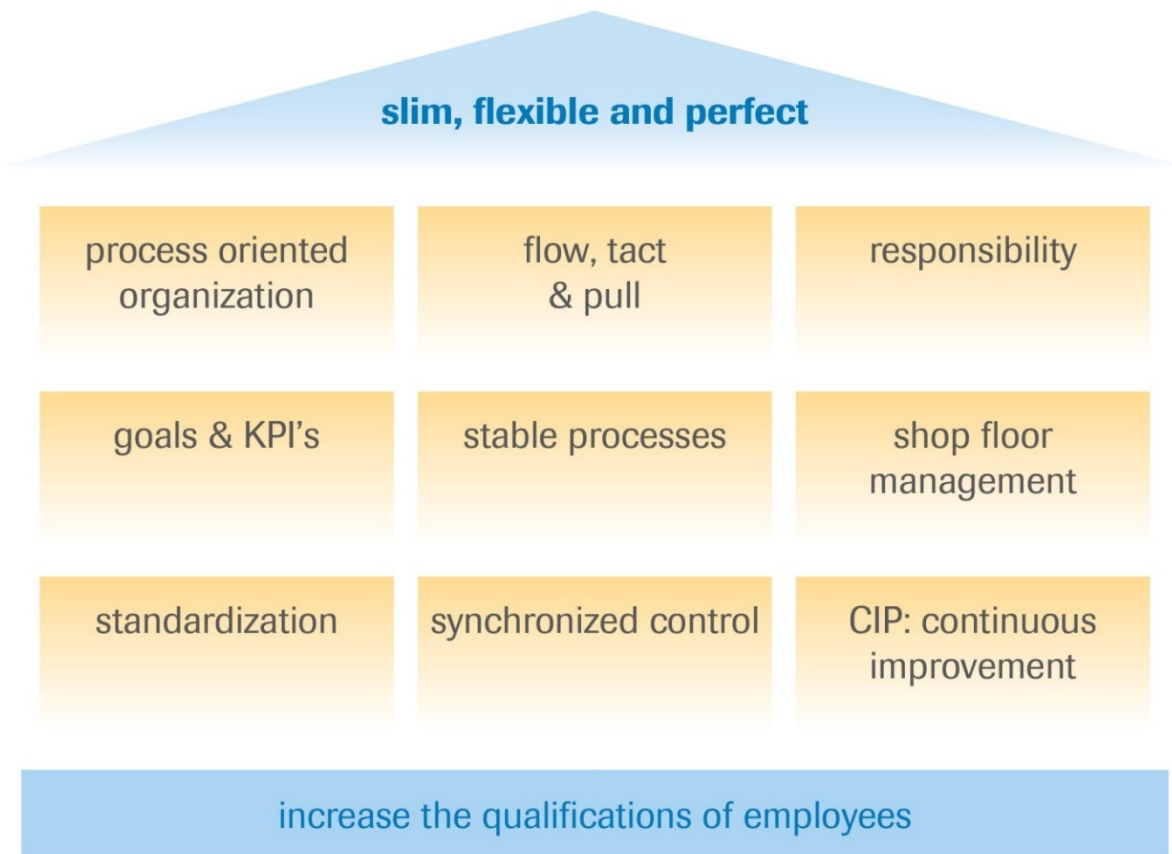 slim, flexible and perfect
process oriented
organization
flow, tact
& pull
responsibility
goals & KPI's
stable processes
shop floor
management
standardization
synchronized control
CIP: continuous
improvement
increase the qualifications of employees